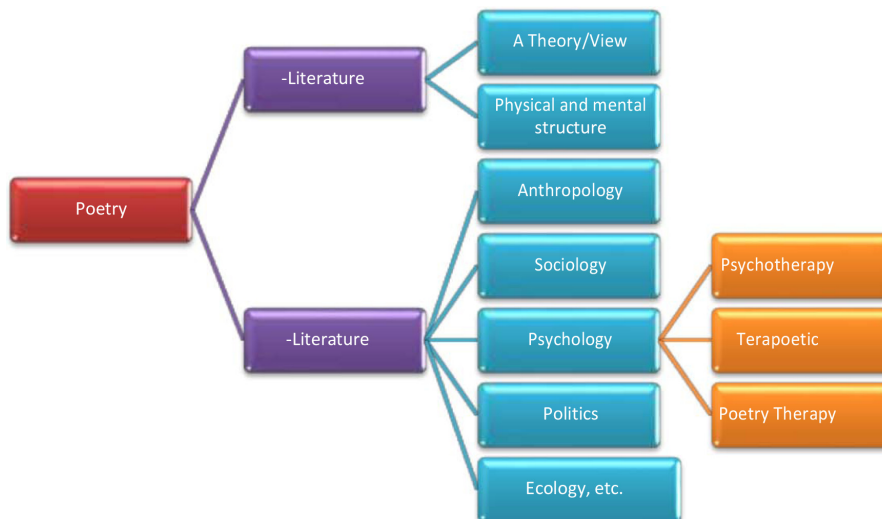 A Theory/View
-Literature
Physical and mental
structure
Anthropology
Poetry
Sociology
Psychotherapy
-Literature
Psychology
Terapoetic
Politics
Poetry Therapy
Ecology, etc.